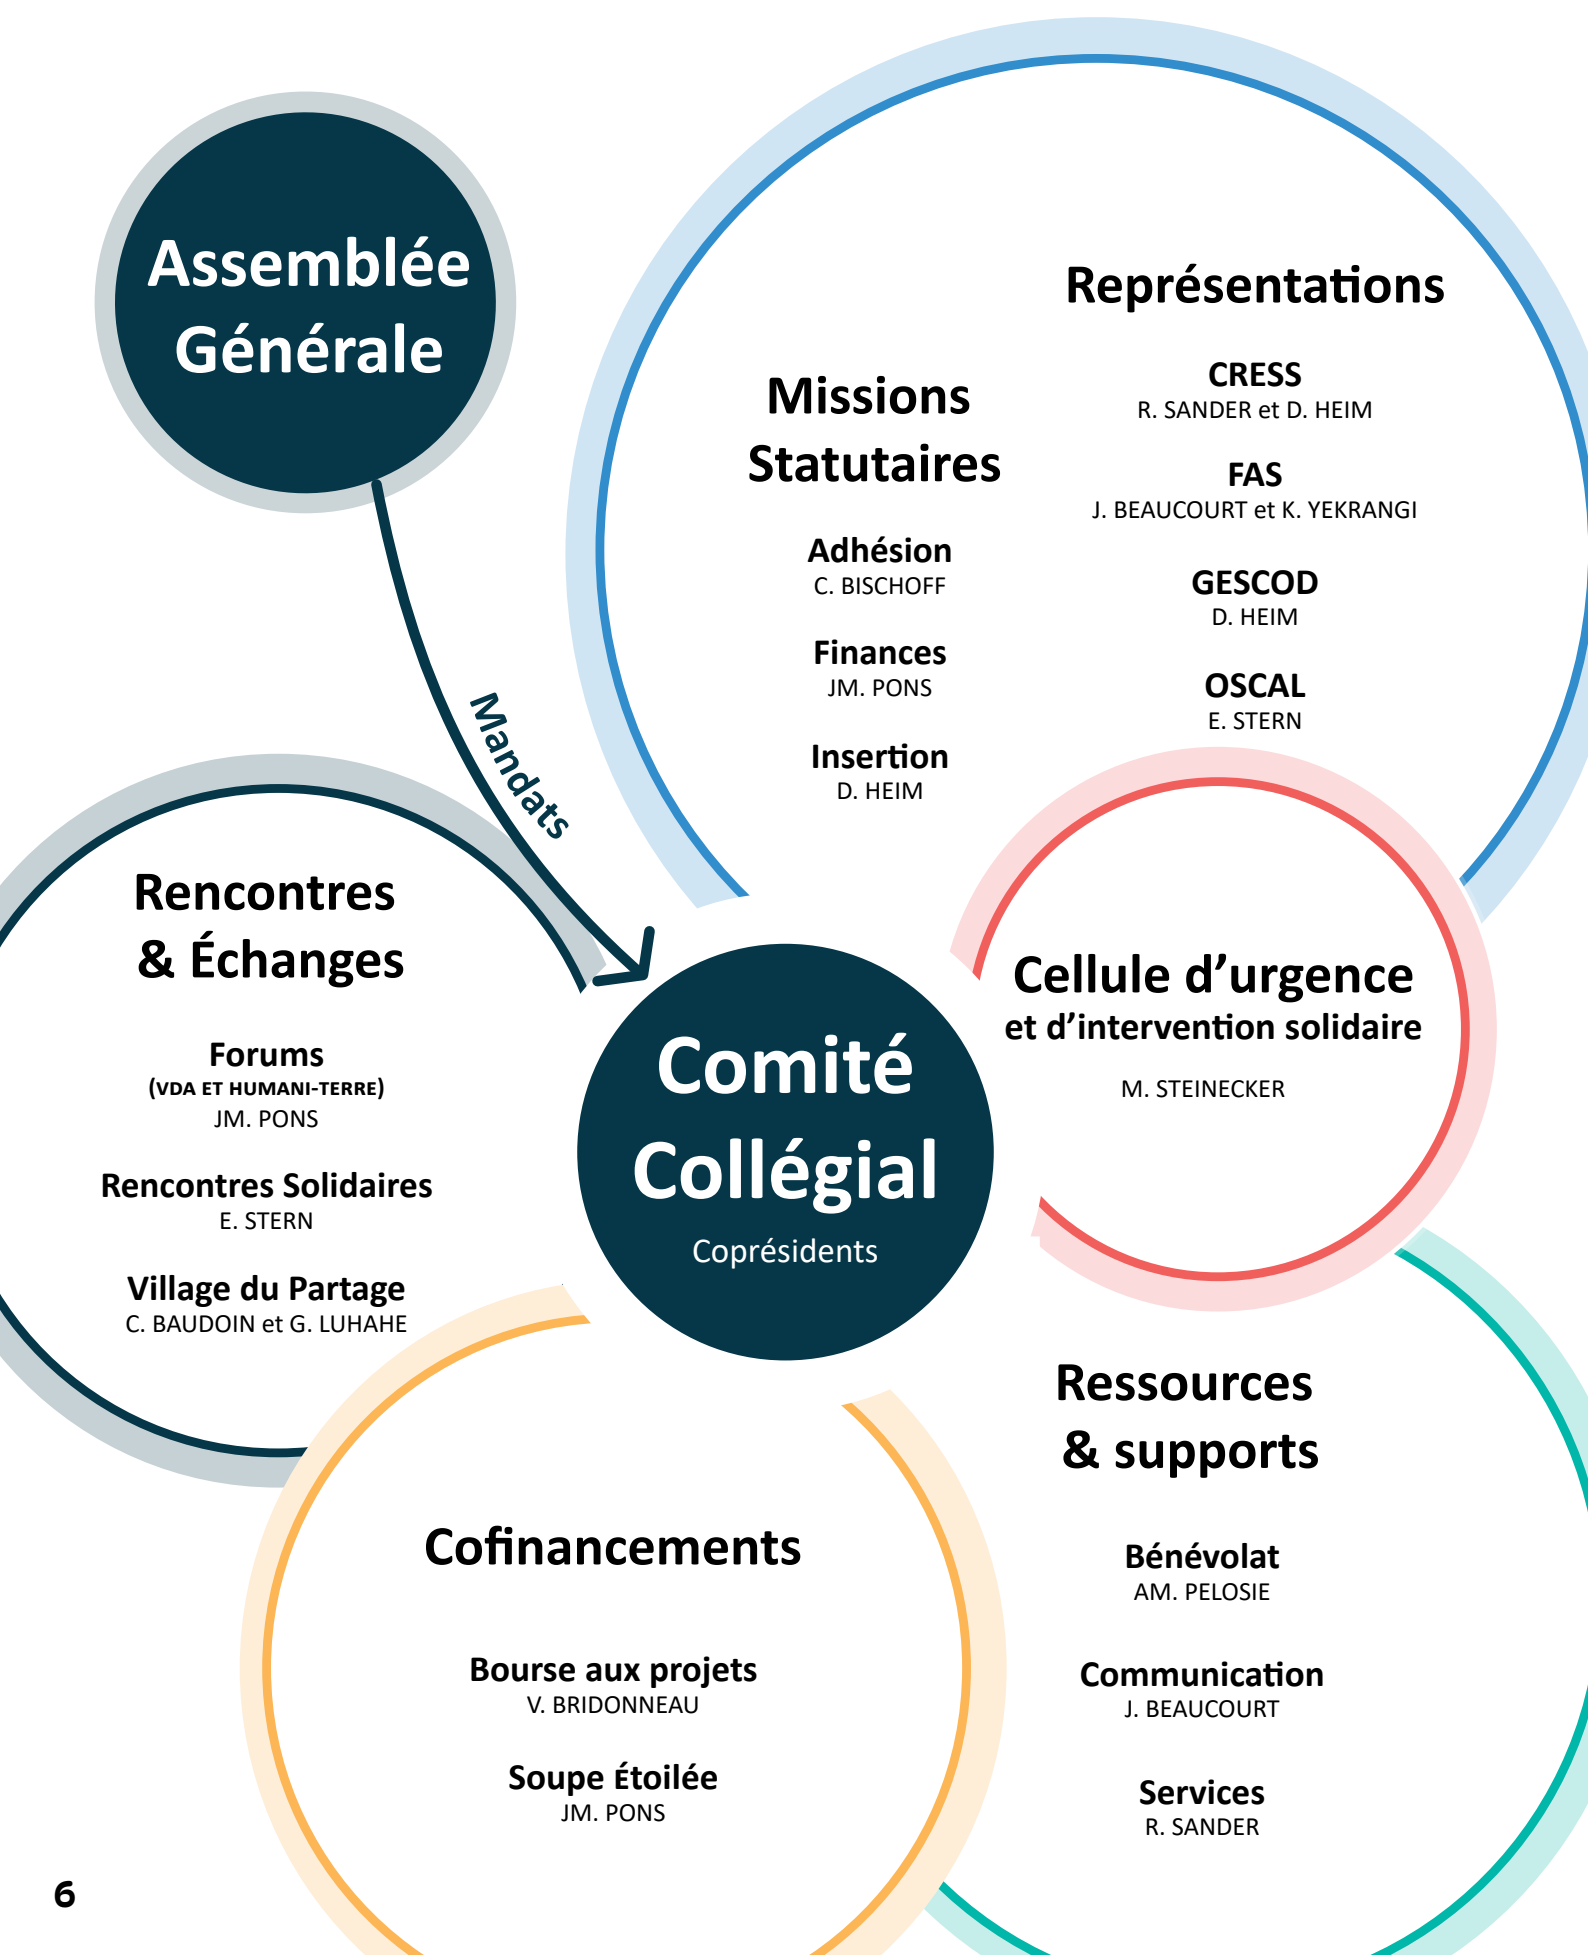 Assemblée
Générale
Mandats
Missions
Statutaires
Adhésion
C. BISCHOFF
Finances
JM. PONS
Insertion
D. HEIM
Représentations
CRESS
R. SANDER et D. HEIM
FAS
J. BEAUCOURT et K. YEKRANGI
GESCOD
D. HEIM
OSCAL
E. STERN
Rencontres
& Échanges
Forums
(VDA ET HUMANI-TERRE)
JM. PONS
Rencontres Solidaires
E. STERN
Village du Partage
C. BAUDOIN et G. LUHAHE
Comité
Collégial
Coprésidents
Cellule d’urgence
et d’intervention solidaire
M. STEINECKER
Cofinancements
Bourse aux projets
V. BRIDONNEAU
Soupe Étoilée
JM. PONS
Ressources
& supports
Bénévolat
AM. PELOSIE
Communication
J. BEAUCOURT
Services
R. SANDER
6